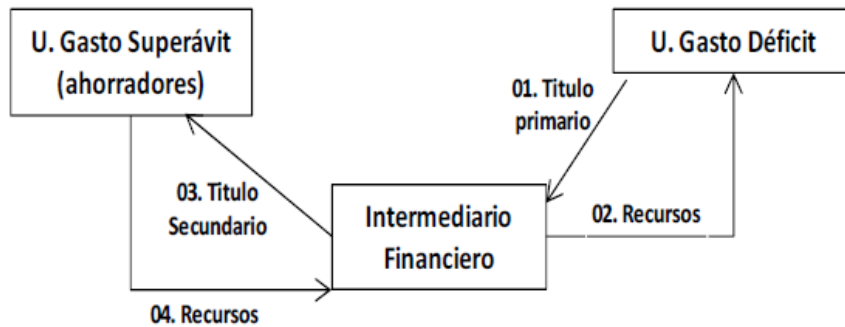 U. Gasto Superávit
(ahorradores)
U. Gasto Déficit
01. Titulo
primario
03. Titulo
Secundario
Intermediario
Financiero
02. Recursos
04. Recursos